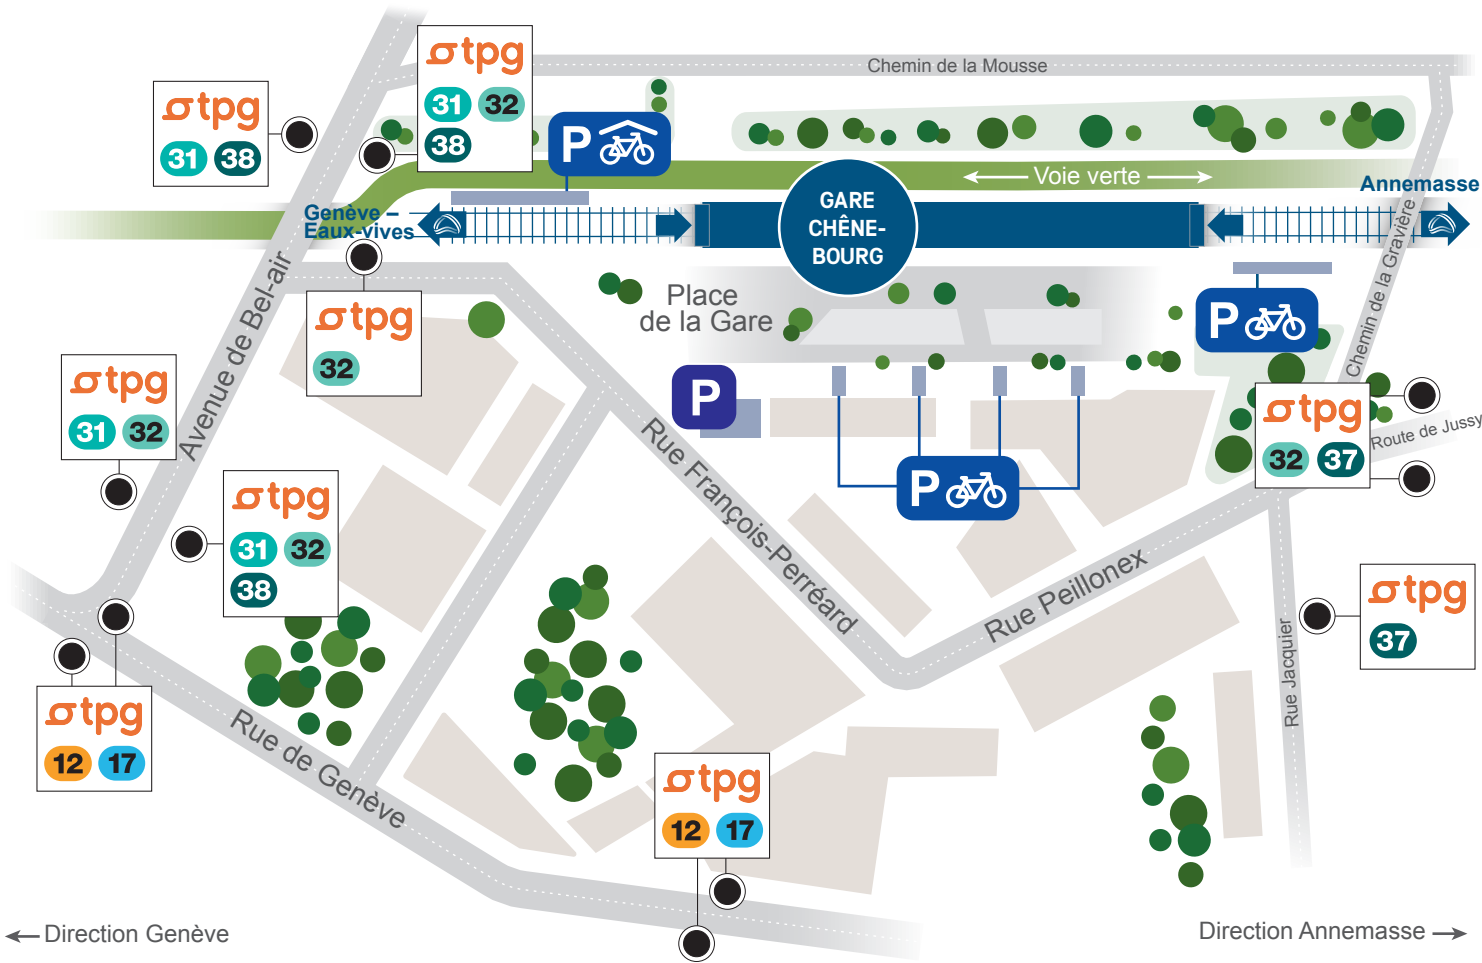 Chemin de la Mousse
tpg
31 32
38
tpg
31 38
P
Voie verte
Annemasse
Genève –
Eaux-vives
GARE
CHÊNE-
BOURG
Chemin de la Gravière
Avenue de Bel-air
Place
de la Gare
P
tpg
32
tpg
31 32
P
tpg
32 37
Route de Jussy
Rue François-Perréard
P
tpg
31 32
38
Rue Peillonex
tpg
37
Rue Jacquier
tpg
12 17
Rue de Genève
tpg
12 17
Direction Genève
Direction Annemasse